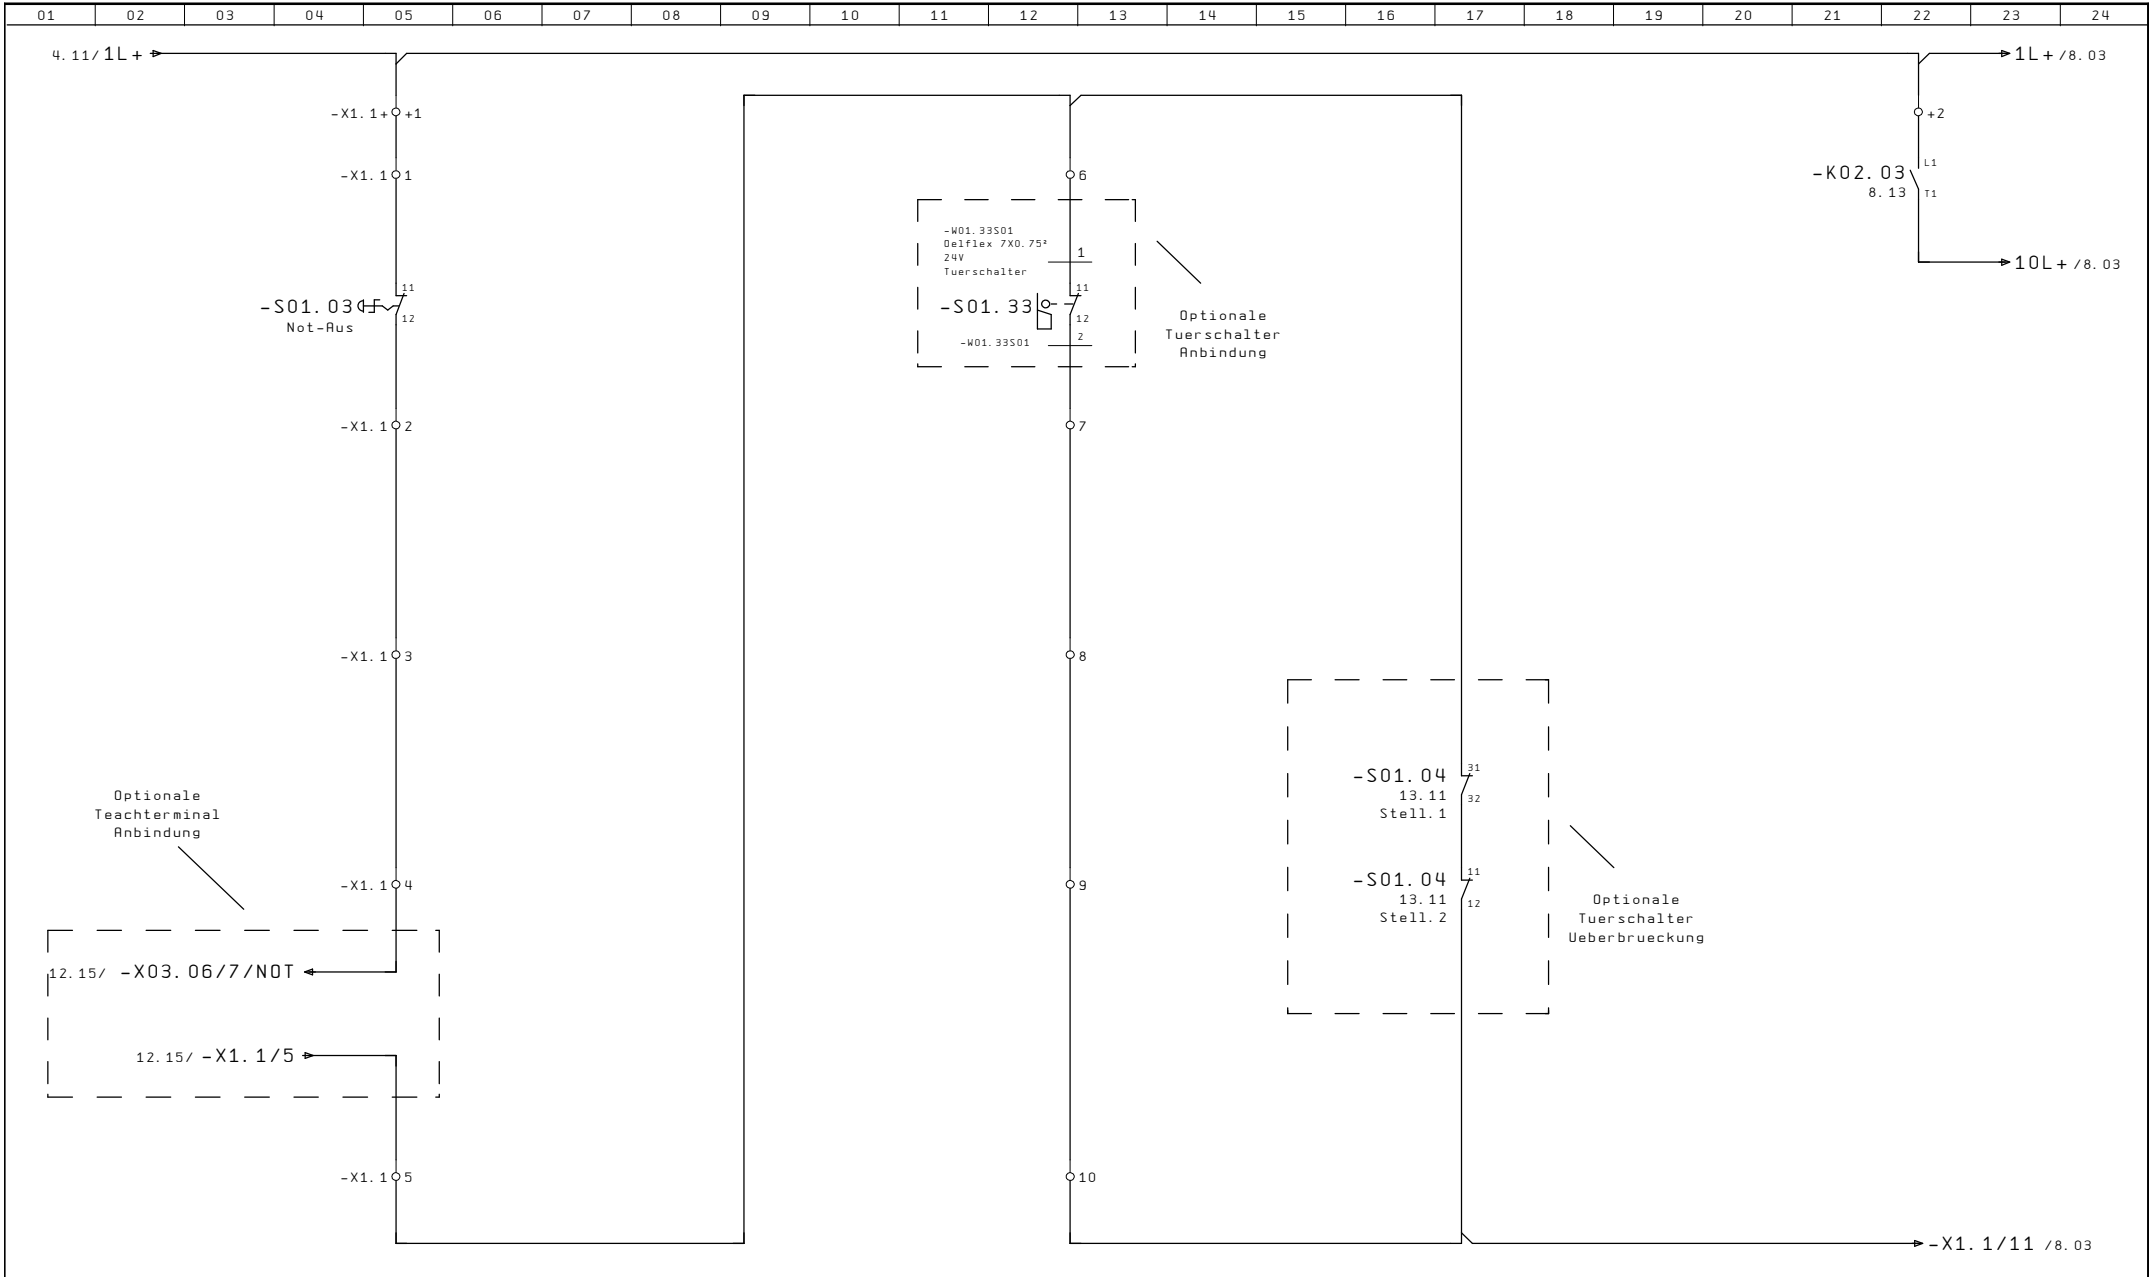 01 02 03 04 05 06 07 08 09 10 11 12 13 14 15 16 17 18 19 20 21 22 23 24
4.11/1L+
1L+/8.03
-X1.1+ +1
+2
-X1.1 1
6
-K02.03
8.13
L1
T1
-W01.33S01
Oelflex 7X0.75²
24V
Tuerschalter
1
10L+/8.03
-S01.03
Not-Aus
11
12
-S01.33
11
12
-W01.33S01
2
Optionale
Tuerschalter
Anbindung
-X1.1 2
7
-X1.1 3
8
Optionale
Teachterminal
Anbindung
-S01.04
13.11
Stell.1
31
32
-X1.1 4
9
-S01.04
13.11
Stell.2
11
12
Optionale
Tuerschalter
Ueberbrueckung
12.15/ -X03.06/7/NOT
12.15/ -X1.1/5
-X1.1 5
10
-X1.1/11 /8.03